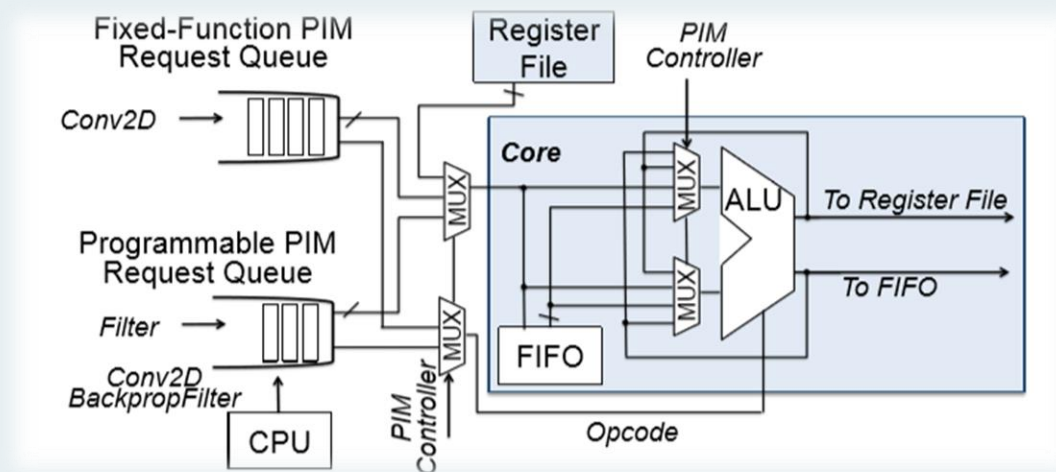 Fixed-Function PIM
Request Queue
Conv2D
Register
File
PIM
Controller
Core
MUX
MUX
ALU
To Register File
Programmable PIM
Request Queue
Filter
MUX
MUX
To FIFO
FIFO
Conv2D
BackpropFilter
CPU
PIM
Controller
Opcode